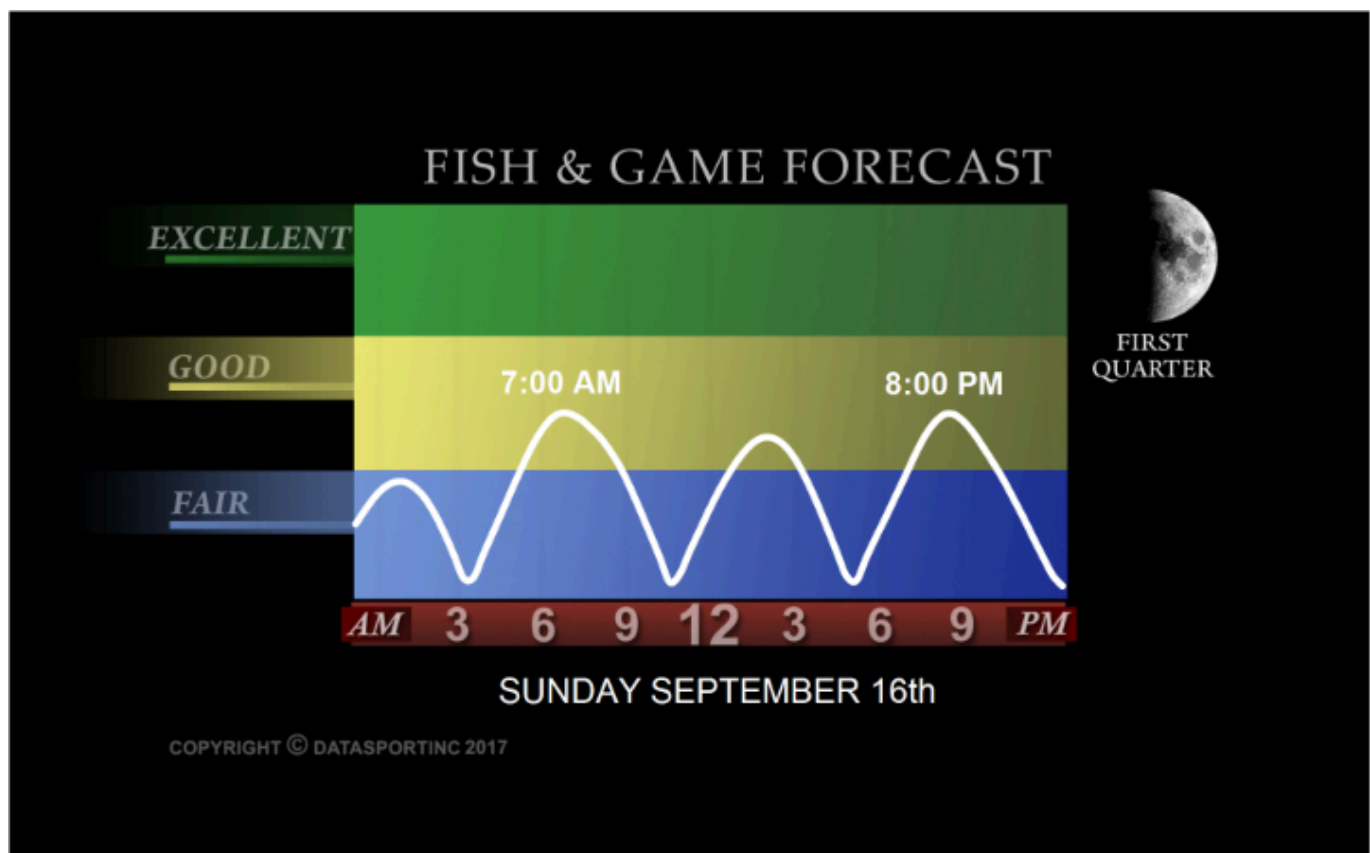 FISH & GAME FORECAST
EXCELLENT
GOOD
FAIR
7:00 AM
8:00 PM
FIRST
QUARTER
AM 3 6 9 12 3 6 9 PM
SUNDAY SEPTEMBER 16th
COPYRIGHT © DATASPORTINC 2017